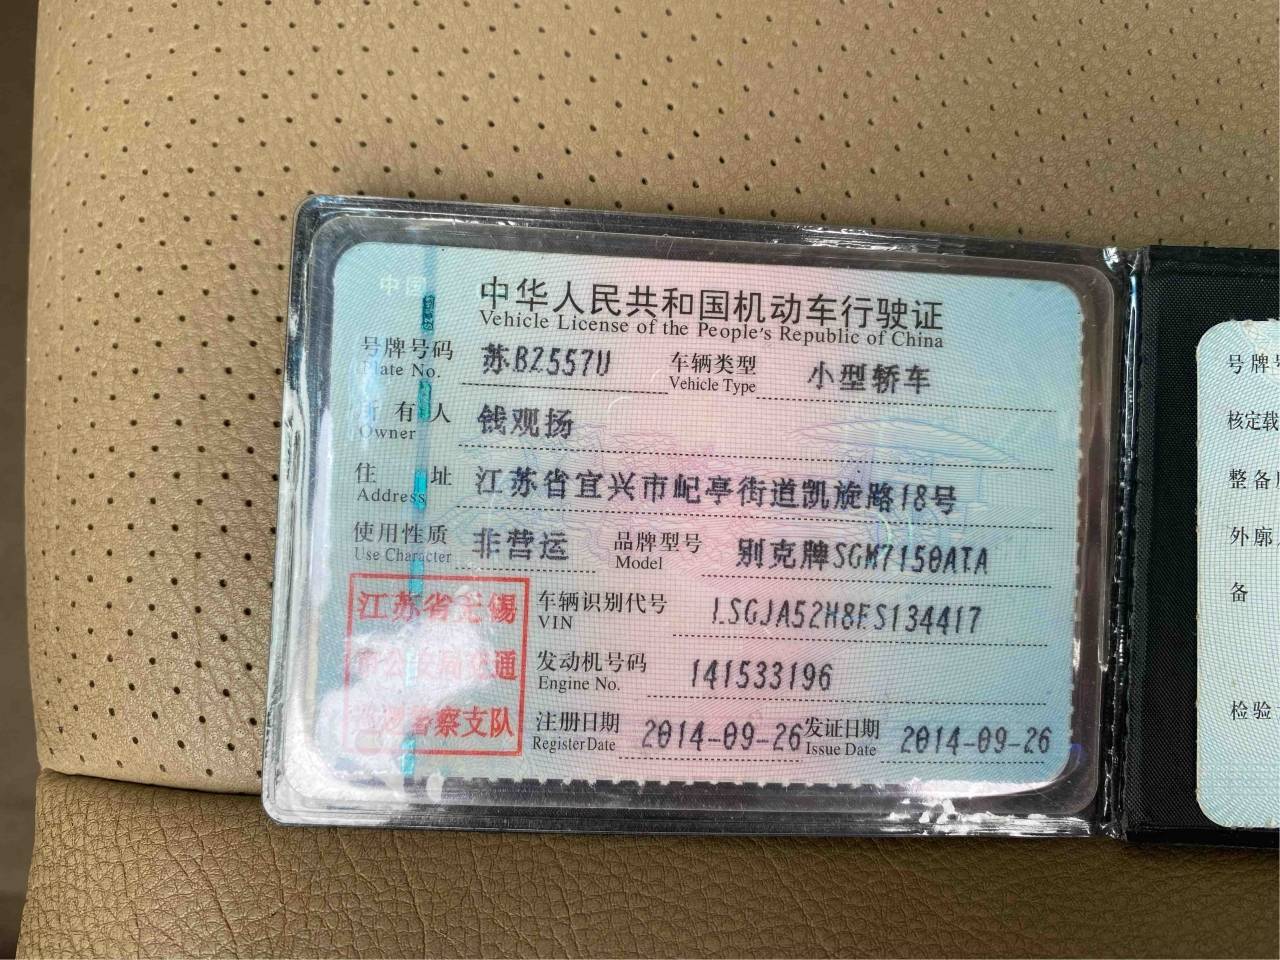 中国
中华人民共和国机动车行驶证
Vehicle License of the People's Republic of China
号牌号码 苏BZ557U 车辆类型 小型轿车
Plate No. Vehicle Type
所有人 钱观扬
Owner
住址 江苏省宜兴市屺亭街道凯旋路18号
Address
使用性质 非营运 品牌型号 别克牌SGM7150ATA
Use Character Model
江苏省无锡
市公安局交通
巡逻警察支队
车辆识别代号 LSGJA52H8ES134417
VIN
发动机号码 141533196
Engine No.
注册日期 2014-09-26 发证日期 2014-09-26
Register Date Issue Date
号牌号
核定载
整备
外廓
备
检验